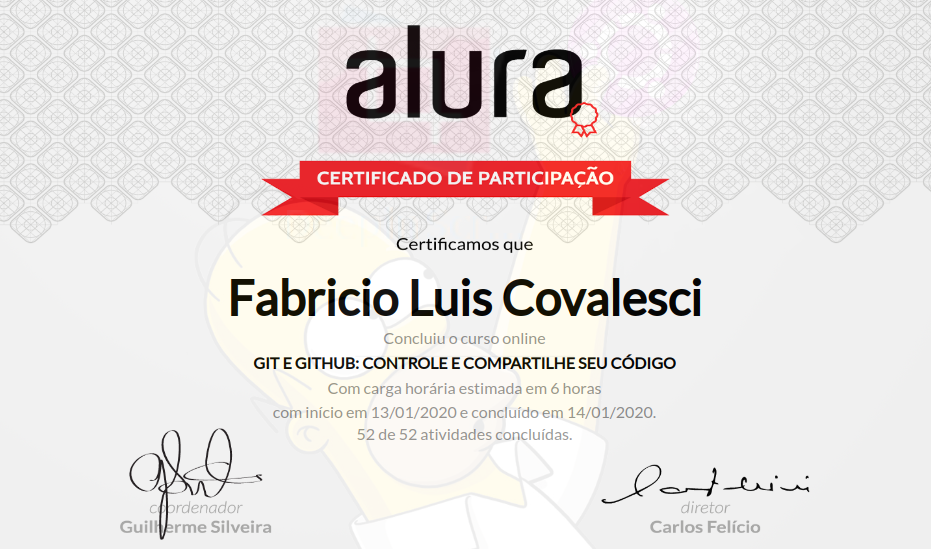 alura
CERTIFICADO DE PARTICIPAÇÃO
Certificamos que
Fabricio Luis Covalesci
Concluiu o curso online
GIT E GITHUB: CONTROLE E COMPARTILHE SEU CÓDIGO
Com carga horária estimada em 6 horas
com início em 13/01/2020 e concluído em 14/01/2020.
52 de 52 atividades concluídas.
coordenador
Guilherme Silveira
diretor
Carlos Felício